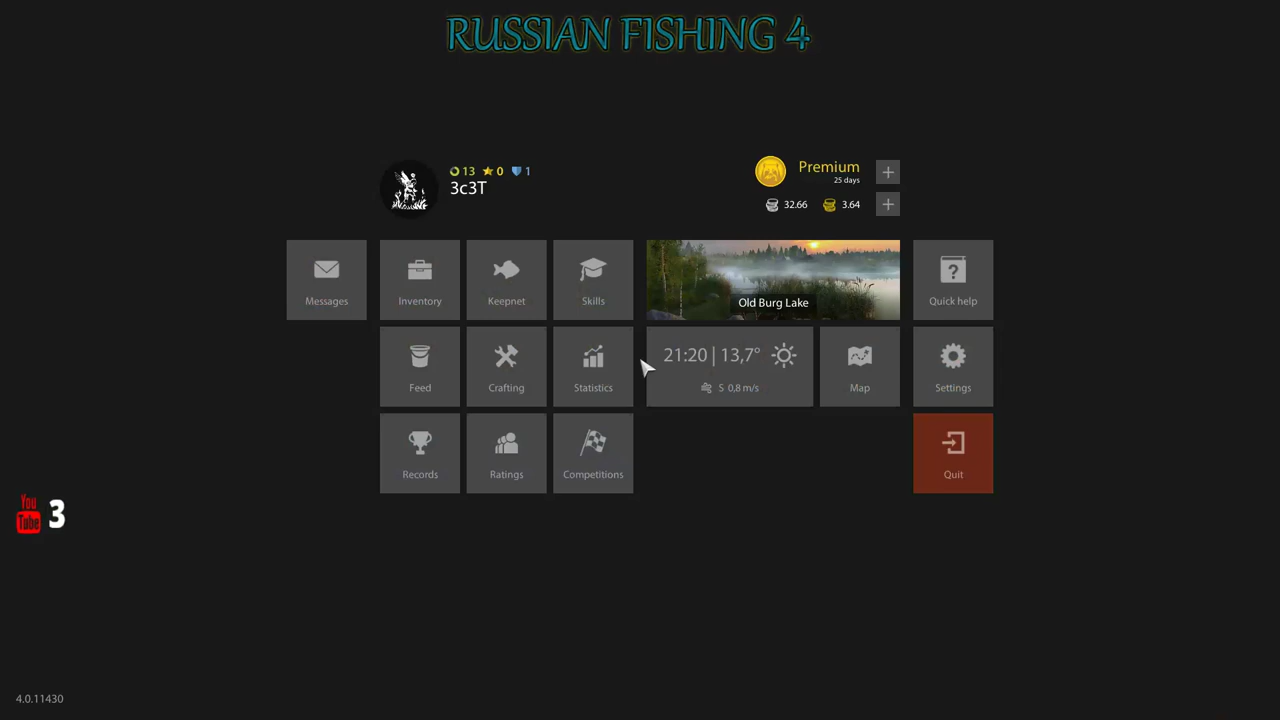 RUSSIAN FISHING 4
13 0 1
3c3T
Premium
25 days
32.66 3.64
Messages
Inventory
Keepnet
Skills
Old Burg Lake
Quick help
Feed
Crafting
Statistics
21:20 | 13,7°
S 0,8 m/s
Map
Settings
Records
Ratings
Competitions
Quit
You
Tube
3
4.0.11430